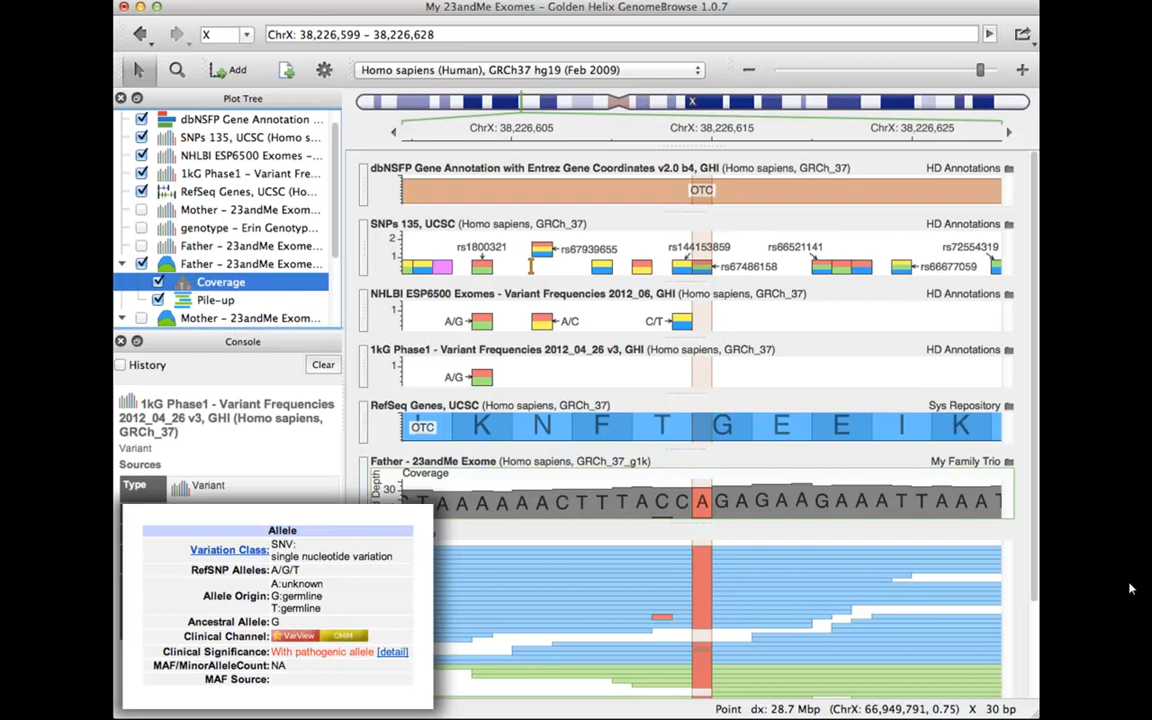 My 23andMe Exomes - Golden Helix GenomeBrowse 1.0.7
X
ChrX: 38,226,599 – 38,226,628
Add
Homo sapiens (Human), GRCh37 hg19 (Feb 2009)
Plot Tree
dbNSFP Gene Annotation ...
SNPs 135, UCSC (Homo s...
NHLBI ESP6500 Exomes -...
1kG Phase1 - Variant Fre...
RefSeq Genes, UCSC (Ho...
Mother - 23andMe Exom...
genotype - Erin Genotyp...
Father - 23andMe Exome...
Father - 23andMe Exome...
Coverage
Pile-up
Mother - 23andMe Exom...
Console
History
Clear
1kG Phase1 - Variant Frequencies
2012_04_26 v3, GHI (Homo sapiens,
GRCh_37)
Variant
Sources
Type
Variant
X
ChrX: 38,226,605
ChrX: 38,226,615
ChrX: 38,226,625
dbNSFP Gene Annotation with Entrez Gene Coordinates v2.0 b4, GHI (Homo sapiens, GRCh_37)
HD Annotations
OTC
SNPs 135, UCSC (Homo sapiens, GRCh_37)
HD Annotations
2
1
rs1800321
rs67939655
rs144153859
rs66521141
rs72554319
rs67486158
rs66677059
NHLBI ESP6500 Exomes - Variant Frequencies 2012_06, GHI (Homo sapiens, GRCh_37)
HD Annotations
1
A/G
A/C
C/T
1kG Phase1 - Variant Frequencies 2012_04_26 v3, GHI (Homo sapiens, GRCh_37)
HD Annotations
1
A/G
RefSeq Genes, UCSC (Homo sapiens, GRCh_37)
Sys Repository
OTC
K N F T G E E I K
Father - 23andMe Exome (Homo sapiens, GRCh_37_g1k)
My Family Trio
Coverage
30
Depth
T A A A A A C T T T A C C A G A G A A G A A A T T A A A T
Allele
Variation Class:
SNV:
single nucleotide variation
RefSNP Alleles: A/G/T
Allele Origin:
A:unknown
G:germline
T:germline
Ancestral Allele: G
Clinical Channel:
VarView
OMIM
Clinical Significance: With pathogenic allele [detail]
MAF/MinorAlleleCount: NA
MAF Source:
Point dx: 28.7 Mbp (ChrX: 66,949,791, 0.75) X 30 bp